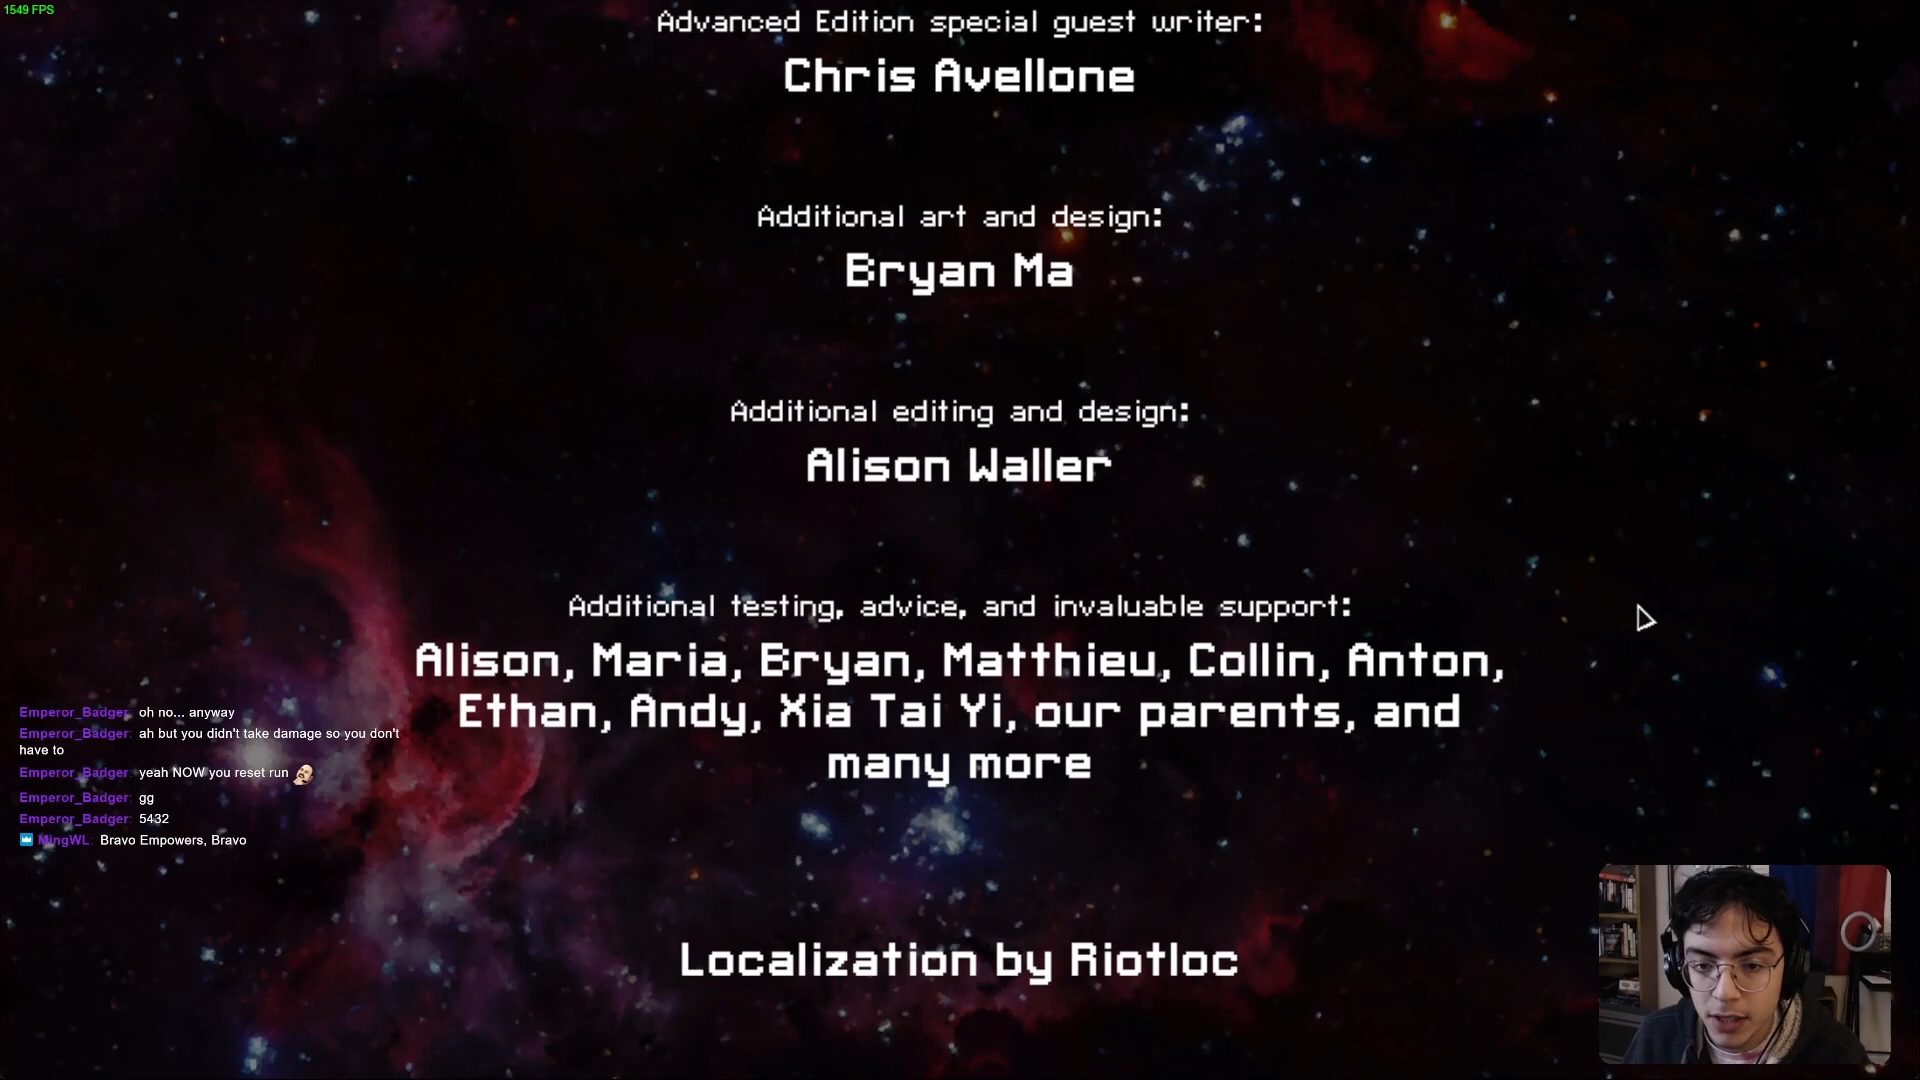 1549 FPS
Advanced Edition special guest writer:
Chris Avellone
Additional art and design:
Bryan Ma
Additional editing and design:
Alison Waller
Additional testing, advice, and invaluable support:
Alison, Maria, Bryan, Matthieu, Collin, Anton,
Ethan, Andy, Xia Tai Yi, our parents, and
many more
Localization by Riotloc
Emperor_Badger: oh no... anyway
Emperor_Badger: ah but you didn't take damage so you don't
have to
Emperor_Badger: yeah NOW you reset run
Emperor_Badger: gg
Emperor_Badger: 5432
MingWL: Bravo Empowers, Bravo